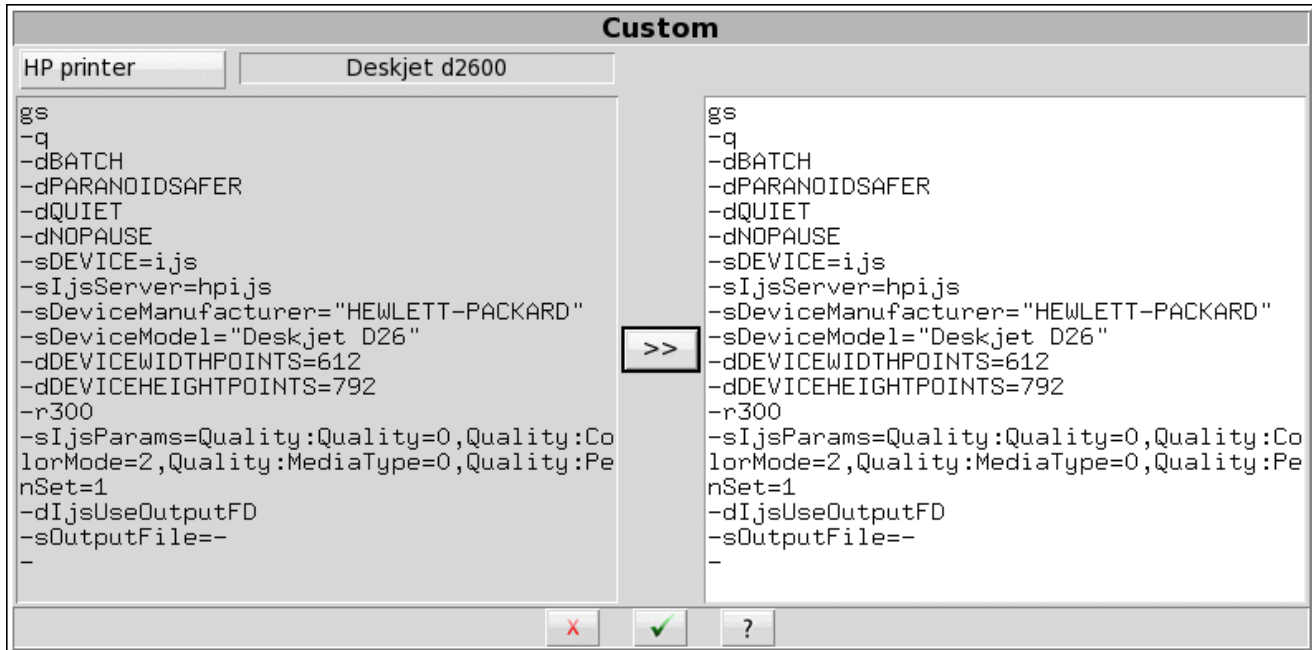 Custom
HP printer
Deskjet d2600
gs
-q
-dBATCH
-dPARANOIDSAFER
-dQUIET
-dNOPAUSE
-sDEVICE=ijs
-sIjsServer=hpijs
-sDeviceManufacturer="HEWLETT-PACKARD"
-sDeviceModel="Deskjet D26"
-dDEVICEWIDTHPOINTS=612
-dDEVICEHEIGHTPOINTS=792
-r300
-sIjsParams=Quality:Quality=0,Quality:Co
lorMode=2,Quality:MediaType=0,Quality:Pe
nSet=1
-dIjsUseOutputFD
-sOutputFile=-
-
>>
gs
-q
-dBATCH
-dPARANOIDSAFER
-dQUIET
-dNOPAUSE
-sDEVICE=ijs
-sIjsServer=hpijs
-sDeviceManufacturer="HEWLETT-PACKARD"
-sDeviceModel="Deskjet D26"
-dDEVICEWIDTHPOINTS=612
-dDEVICEHEIGHTPOINTS=792
-r300
-sIjsParams=Quality:Quality=0,Quality:Co
lorMode=2,Quality:MediaType=0,Quality:Pe
nSet=1
-dIjsUseOutputFD
-sOutputFile=-
-
?